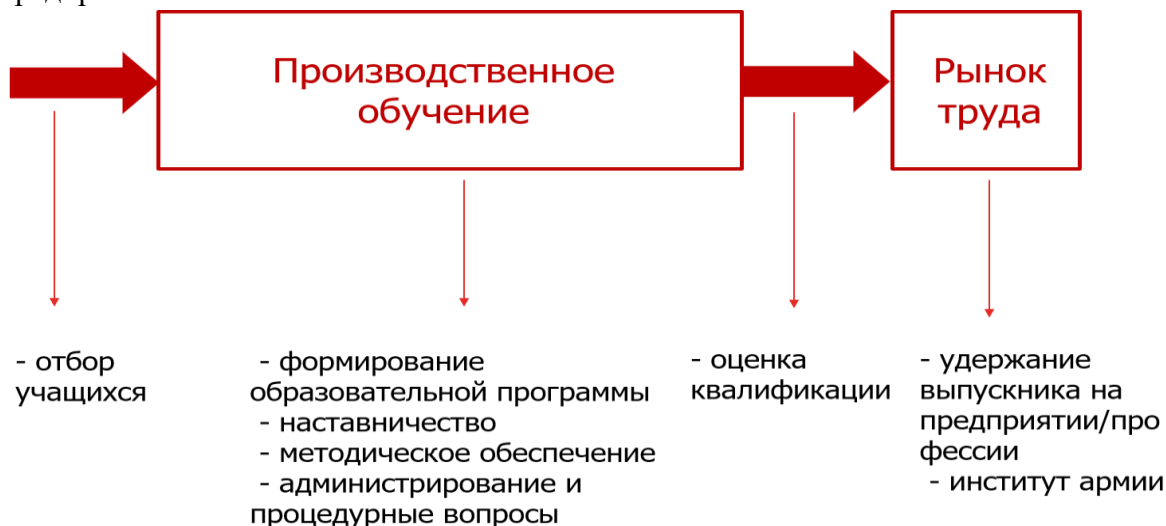 Производственное
обучение
Рынок
труда
- отбор
учащихся
- формирование
образовательной программы
- наставничество
- методическое обеспечение
- администрирование и
процедурные вопросы
- оценка
квалификации
- удержание
выпускника на
предприятии/про
фессии
- институт армии